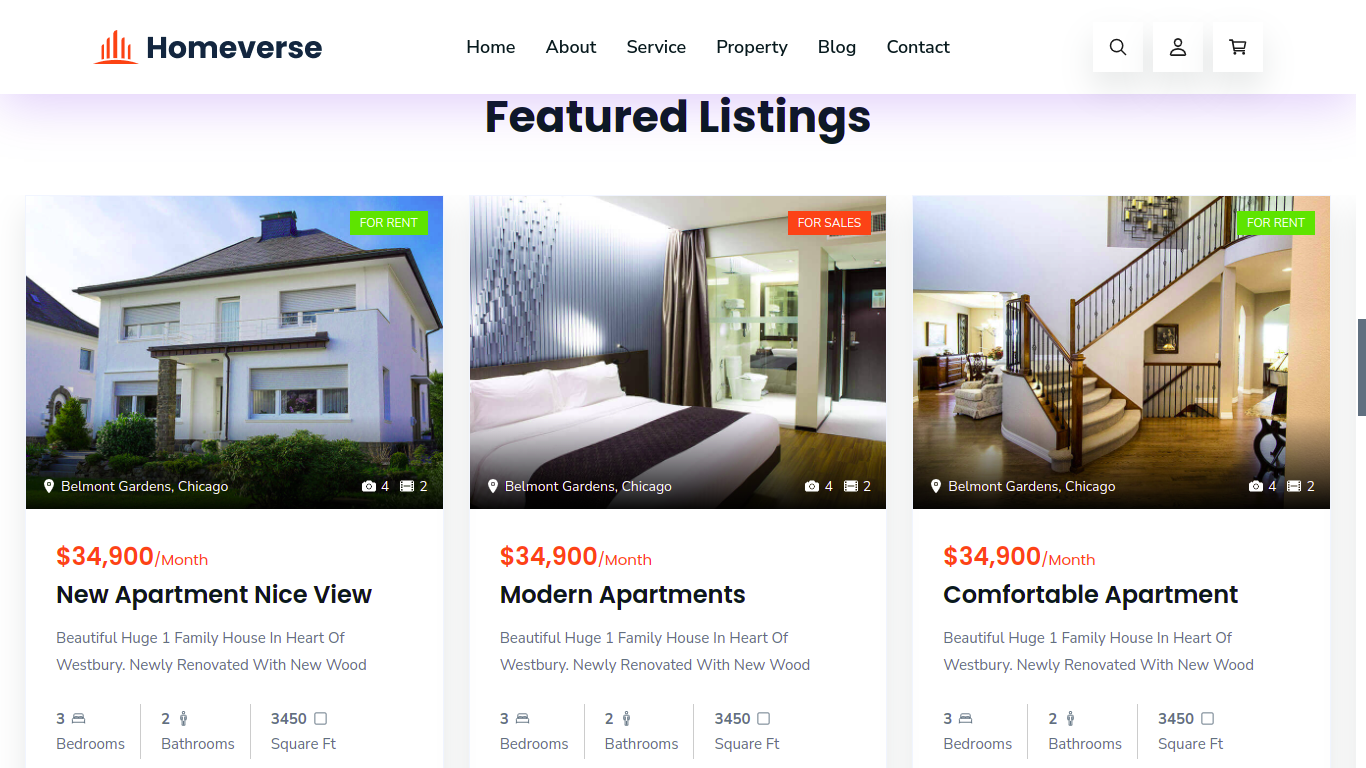 Homeverse
Home About Service Property Blog Contact
Featured Listings
FOR RENT
Belmont Gardens, Chicago 4 2
$34,900/Month
New Apartment Nice View
Beautiful Huge 1 Family House In Heart Of
Westbury. Newly Renovated With New Wood
3 2 3450
Bedrooms Bathrooms Square Ft
FOR SALES
Belmont Gardens, Chicago 4 2
$34,900/Month
Modern Apartments
Beautiful Huge 1 Family House In Heart Of
Westbury. Newly Renovated With New Wood
3 2 3450
Bedrooms Bathrooms Square Ft
FOR RENT
Belmont Gardens, Chicago 4 2
$34,900/Month
Comfortable Apartment
Beautiful Huge 1 Family House In Heart Of
Westbury. Newly Renovated With New Wood
3 2 3450
Bedrooms Bathrooms Square Ft